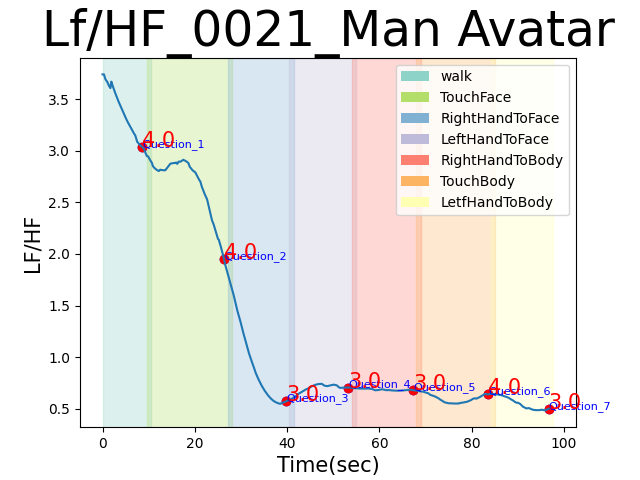 Lf/HF_0021_Man Avatar
walk
TouchFace
RightHandToFace
LeftHandToFace
RightHandToBody
TouchBody
LetfHandToBody
LF/HF
3.5
3.0
2.5
2.0
1.5
1.0
0.5
4.0
Question_1
4.0
Question_2
3.0
Question_3
3.0
Question_4
3.0
Question_5
4.0
Question_6
3.0
Question_7
0 20 40 60 80 100
Time(sec)